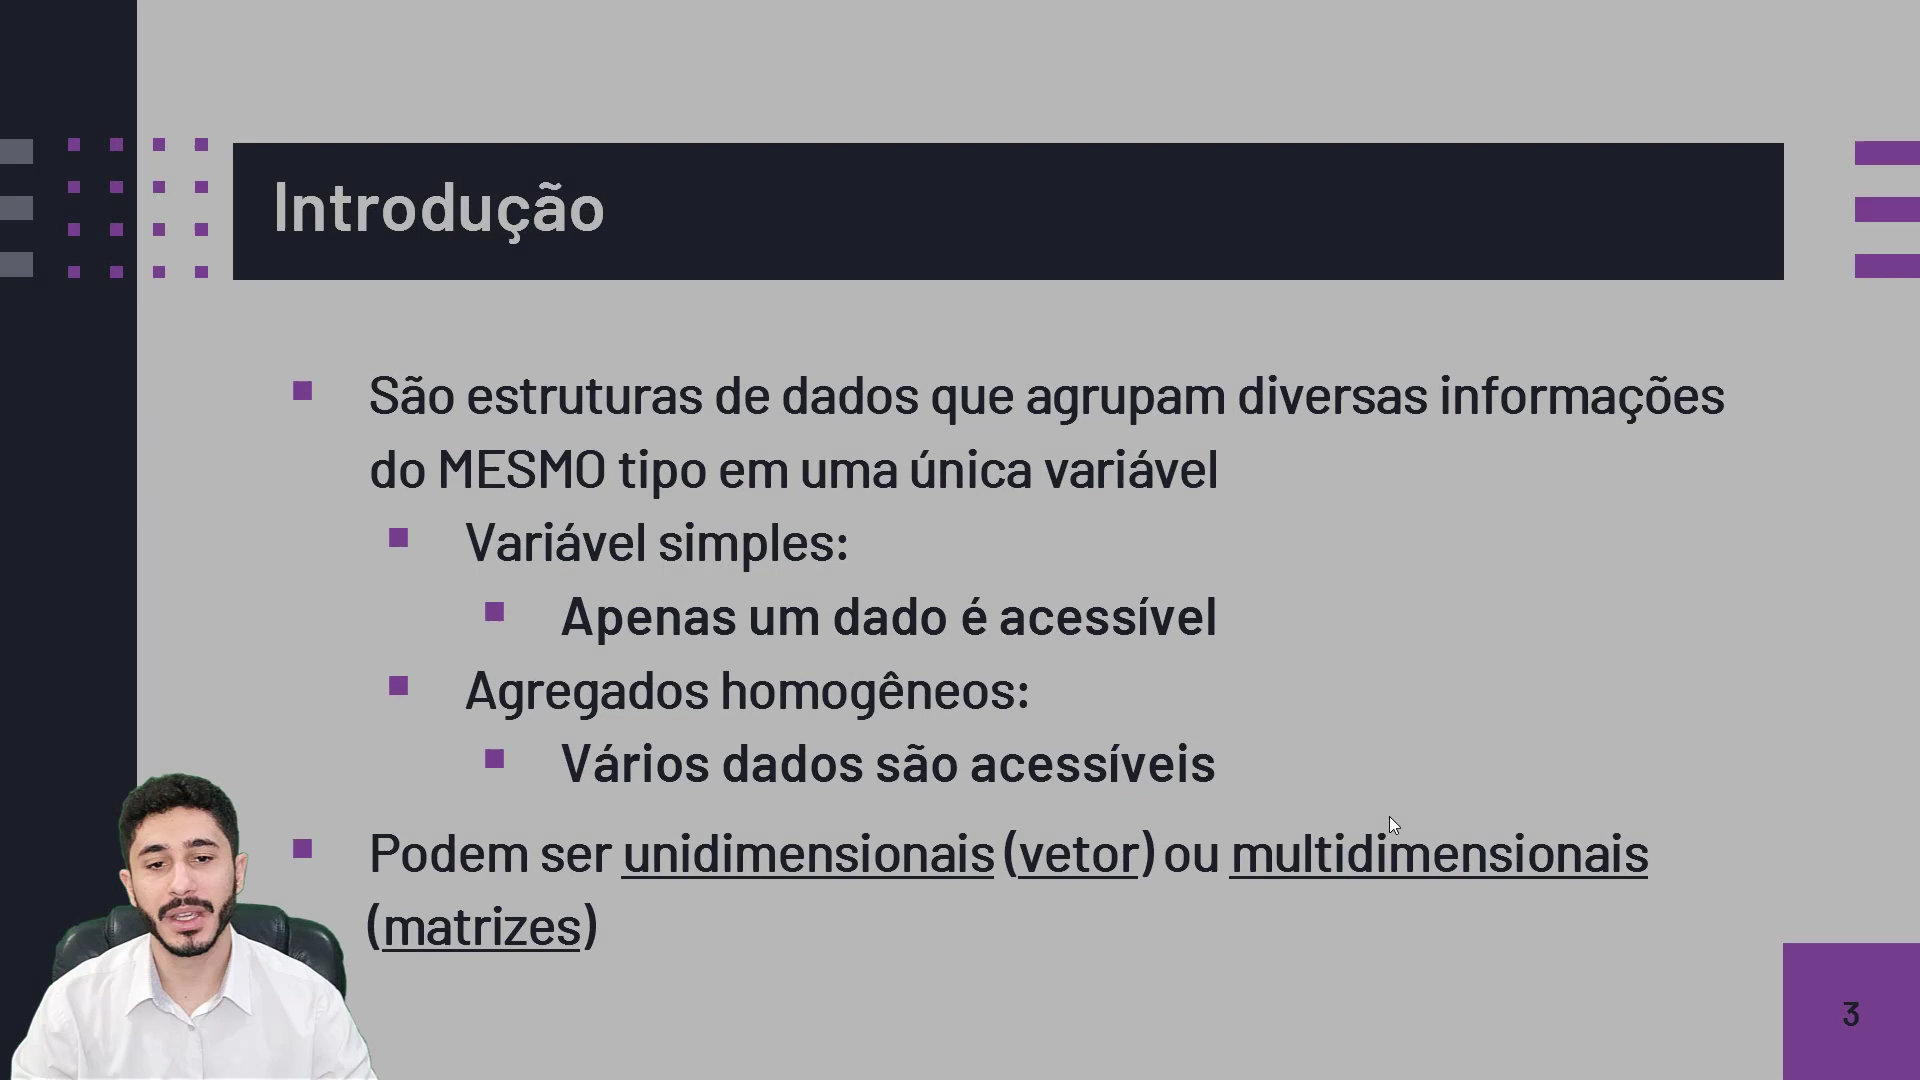 Introdução
São estruturas de dados que agrupam diversas informações
do MESMO tipo em uma única variável
Variável simples:
Apenas um dado é acessível
Agregados homogêneos:
Vários dados são acessíveis
Podem ser unidimensionais (vetor) ou multidimensionais
(matrizes)
3